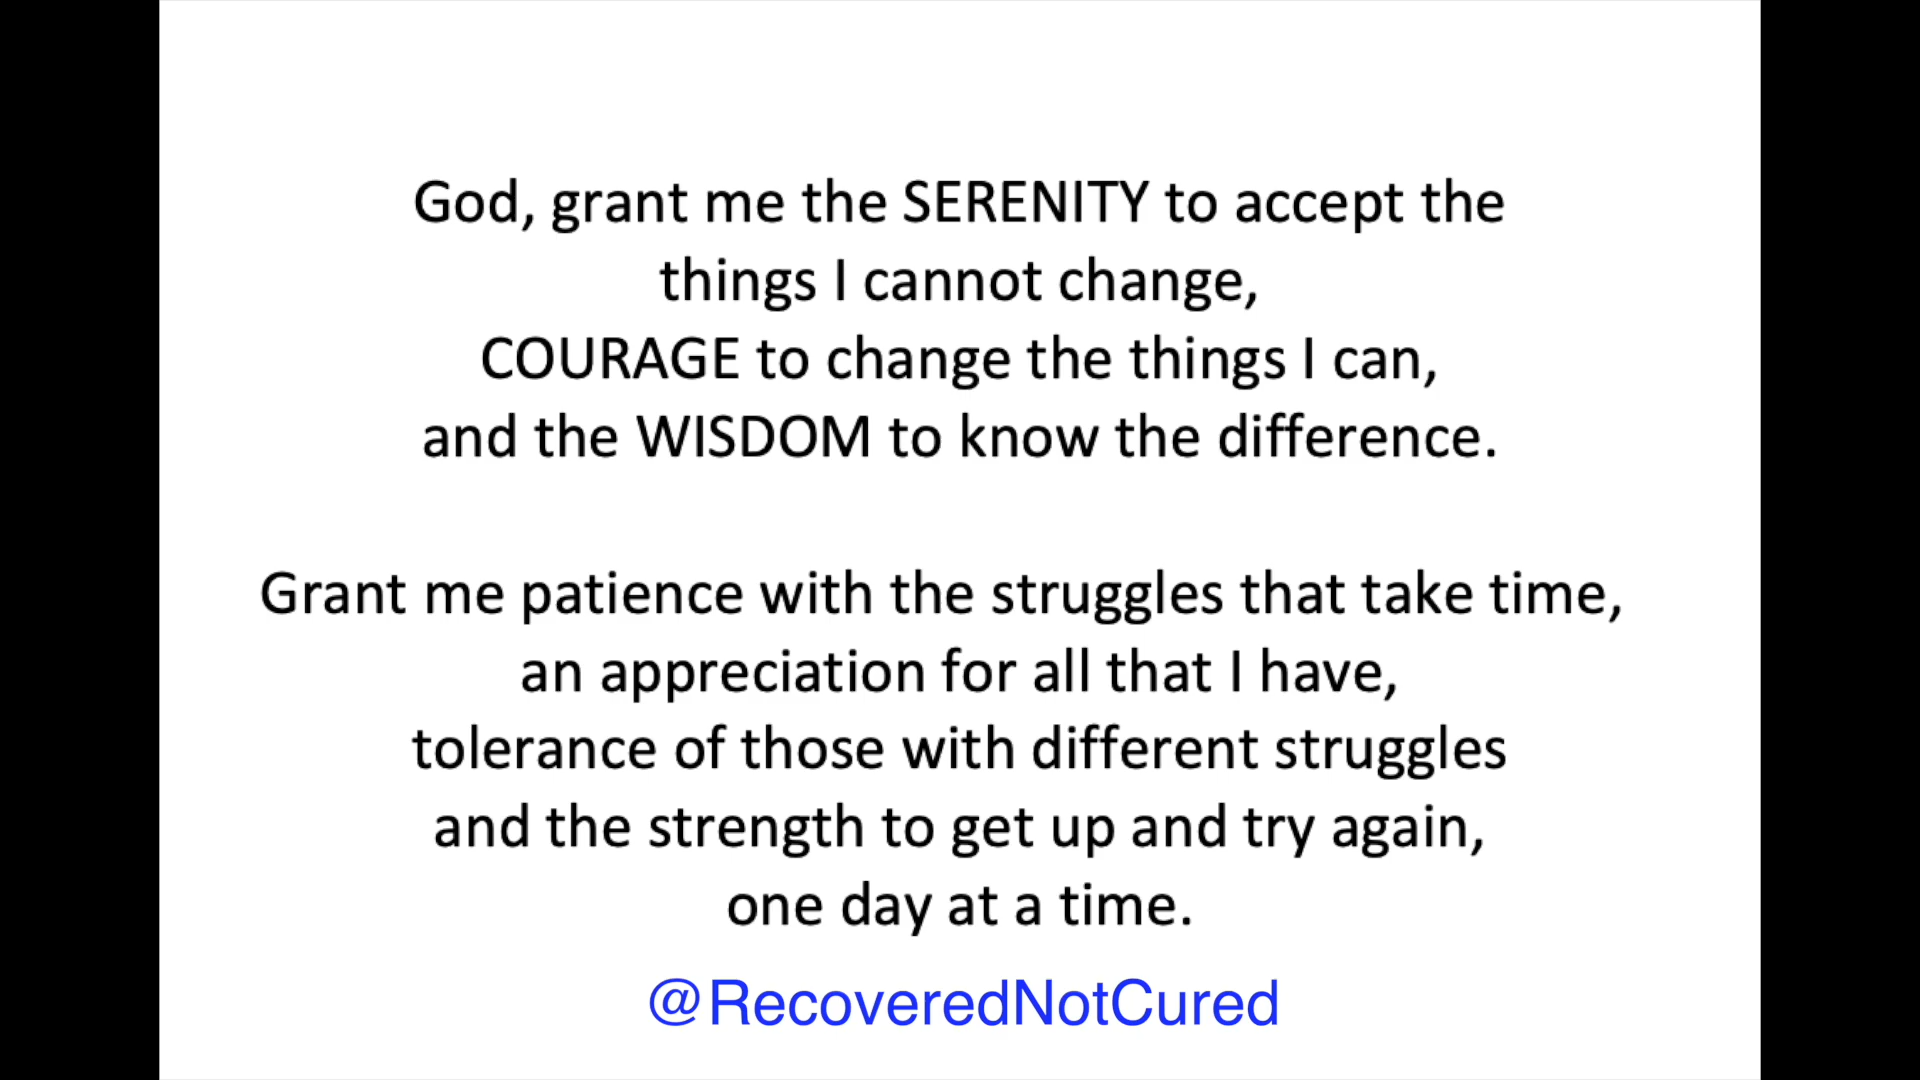 God, grant me the SERENITY to accept the
things I cannot change,
COURAGE to change the things I can,
and the WISDOM to know the difference.
Grant me patience with the struggles that take time,
an appreciation for all that I have,
tolerance of those with different struggles
and the strength to get up and try again,
one day at a time.
@RecoveredNotCured